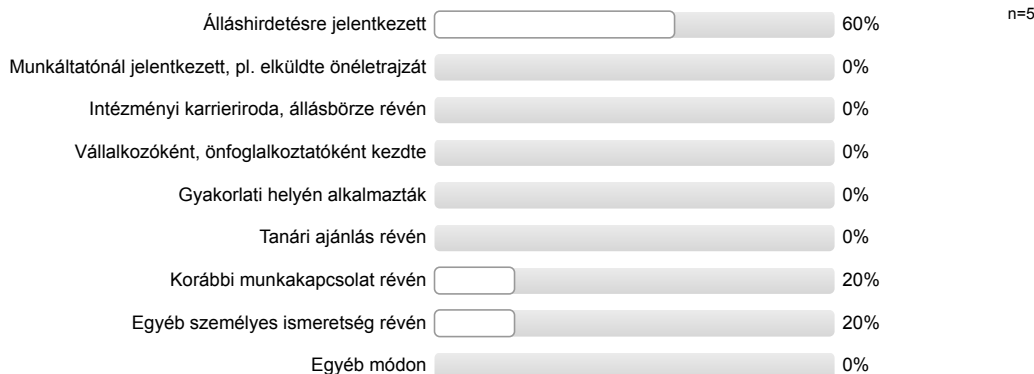 Álláshirdetésre jelentkezett 60% n=5
Munkáltatónál jelentkezett, pl. elküldte önéletrajzát 0%
Intézményi karrieriroda, állásbörze révén 0%
Vállalkozóként, önfoglalkoztatóként kezdte 0%
Gyakorlati helyén alkalmazták 0%
Tanári ajánlás révén 0%
Korábbi munkakapcsolat révén 20%
Egyéb személyes ismeretség révén 20%
Egyéb módon 0%